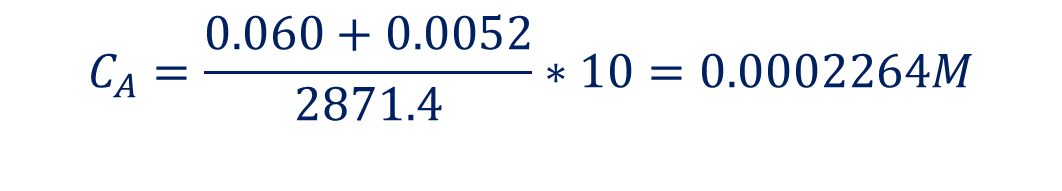 C_A = (0.060 + 0.0052) / 2871.4 * 10 = 0.0002264M